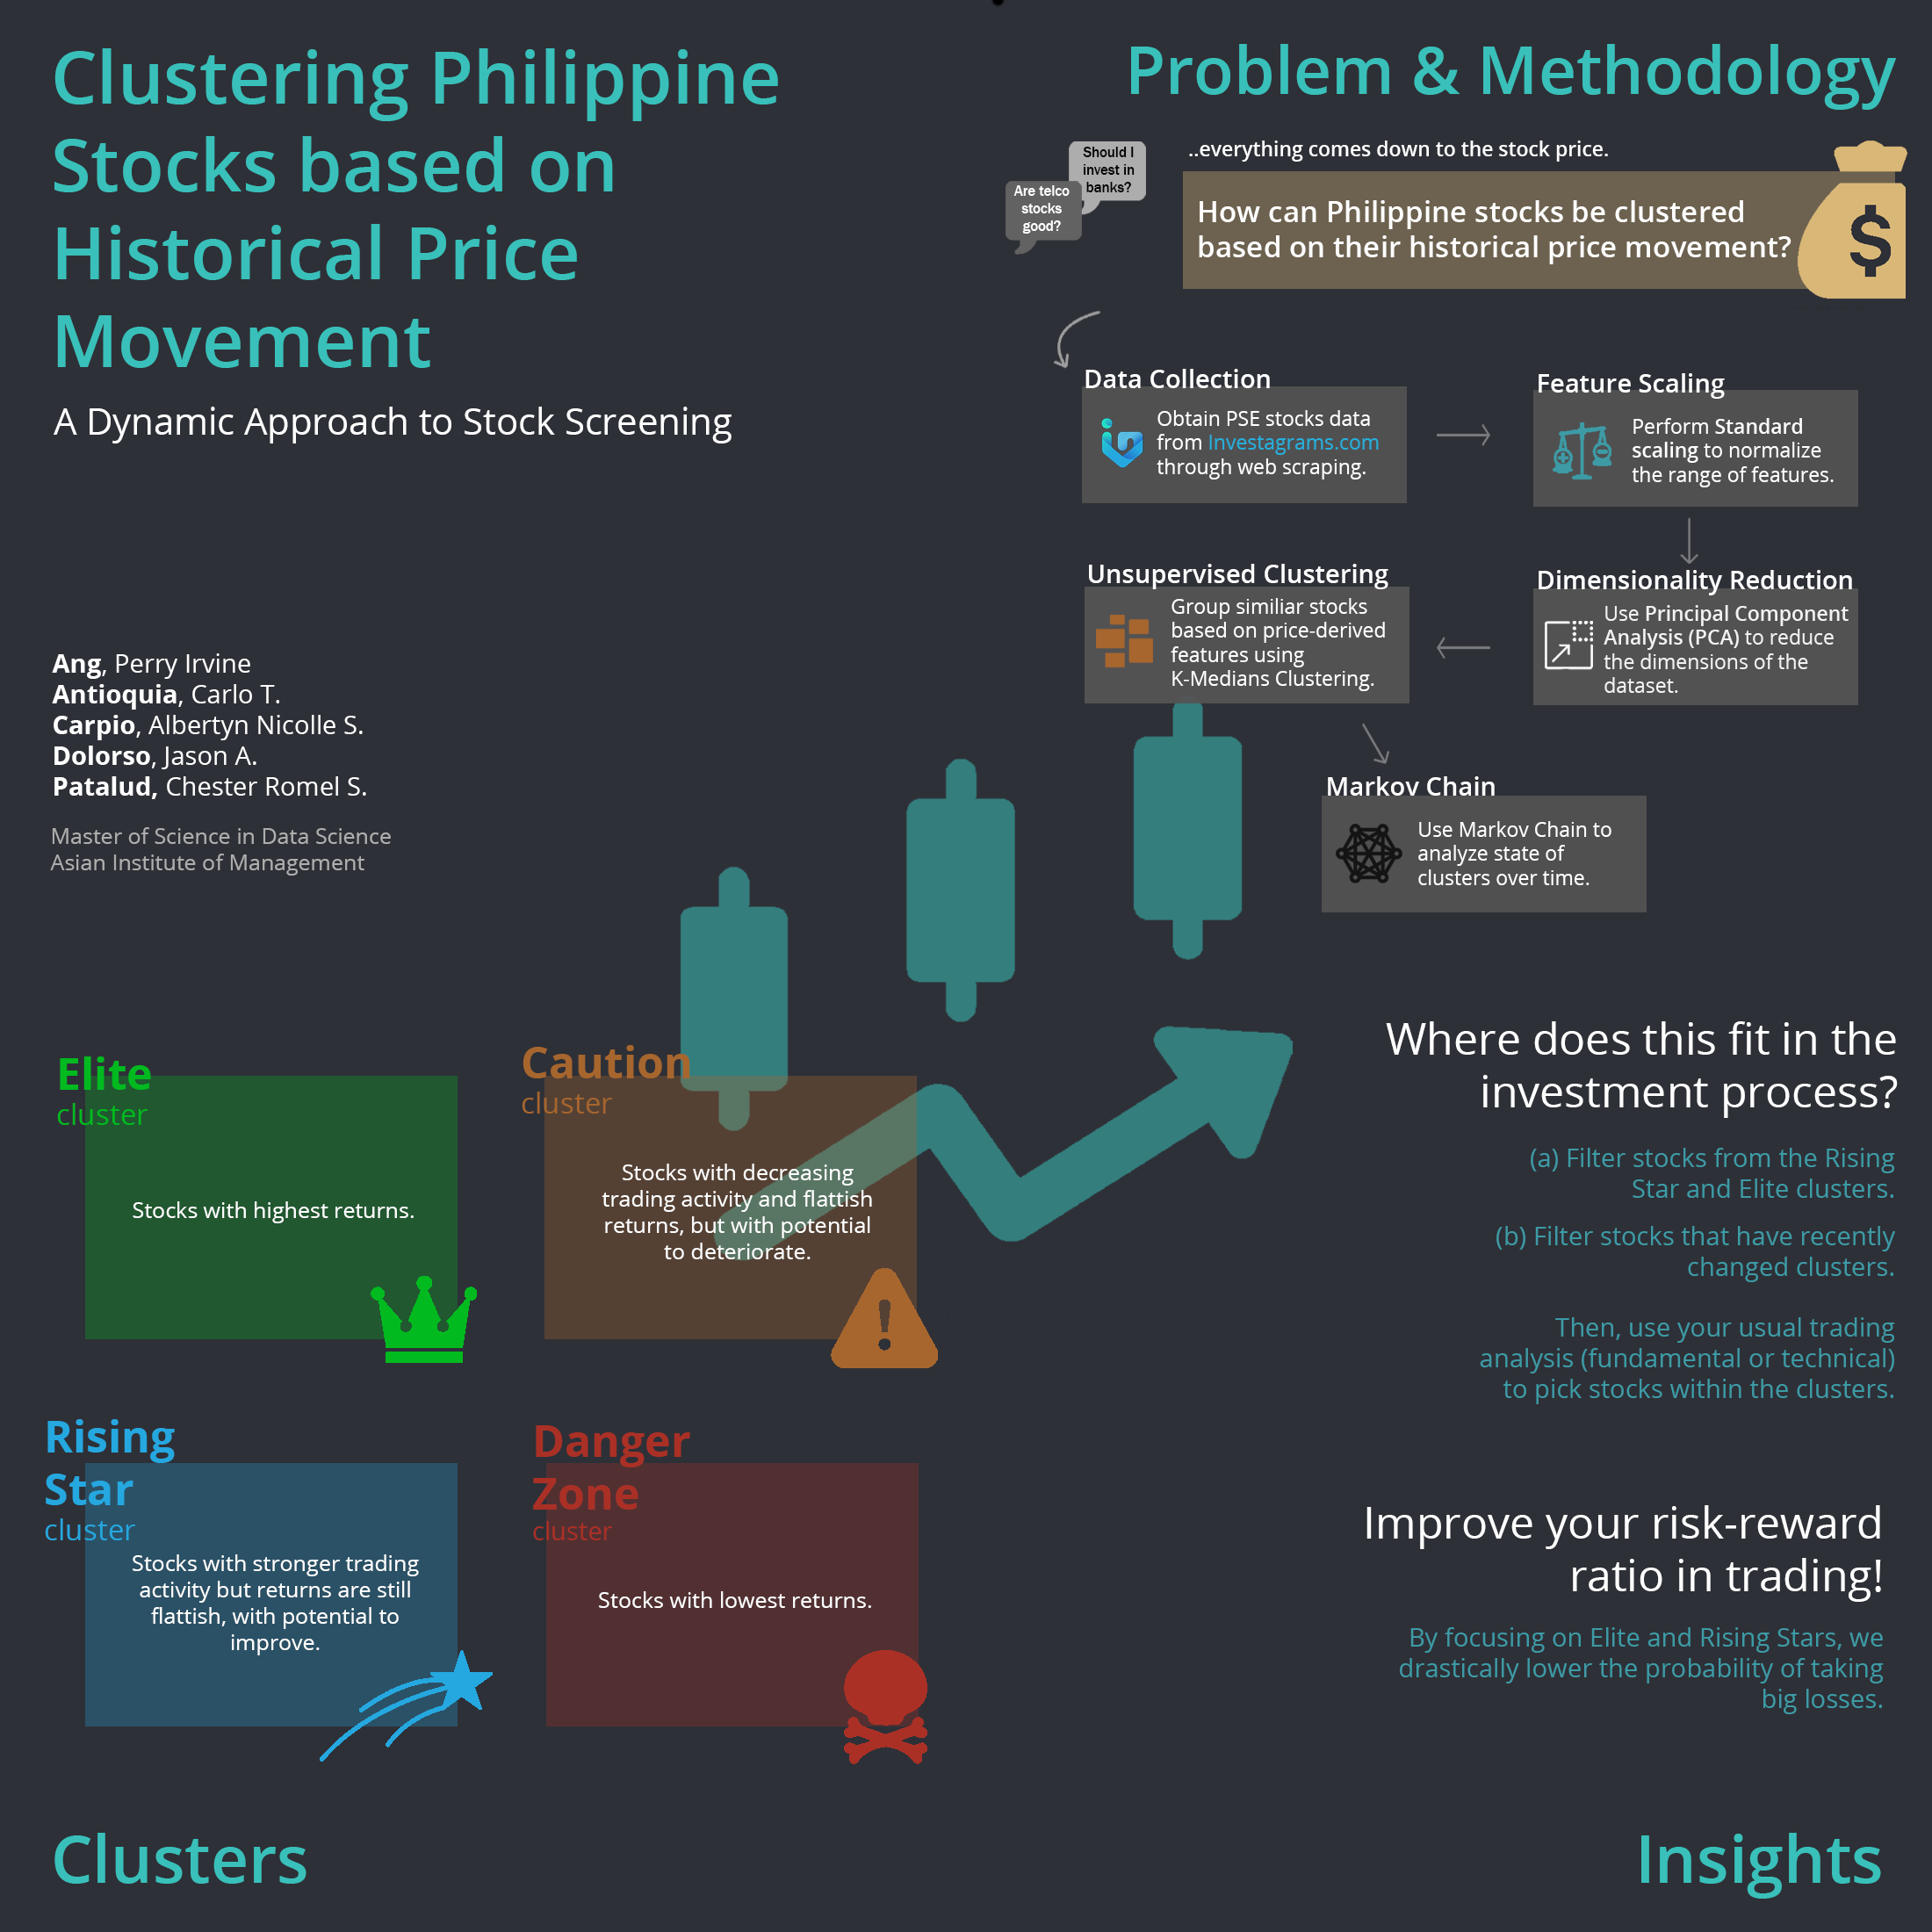 Clustering Philippine
Stocks based on
Historical Price
Movement
A Dynamic Approach to Stock Screening
Ang, Perry Irvine
Antioquia, Carlo T.
Carpio, Albertyn Nicolle S.
Dolorso, Jason A.
Patalud, Chester Romel S.
Master of Science in Data Science
Asian Institute of Management
Problem & Methodology
Should I
invest in
banks?
Are telco
stocks
good?
..everything comes down to the stock price.
How can Philippine stocks be clustered
based on their historical price movement?
$
Data Collection
Obtain PSE stocks data
from Investagrams.com
through web scraping.
Feature Scaling
Perform Standard
scaling to normalize
the range of features.
Dimensionality Reduction
Use Principal Component
Analysis (PCA) to reduce
the dimensions of the
dataset.
Unsupervised Clustering
Group similiar stocks
based on price-derived
features using
K-Medians Clustering.
Markov Chain
Use Markov Chain to
analyze state of
clusters over time.
Elite
cluster
Stocks with highest returns.
Caution
cluster
Stocks with decreasing
trading activity and flattish
returns, but with potential
to deteriorate.
!
Rising
Star
cluster
Stocks with stronger trading
activity but returns are still
flattish, with potential to
improve.
Danger
Zone
cluster
Stocks with lowest returns.
Clusters
Where does this fit in the
investment process?
(a) Filter stocks from the Rising
Star and Elite clusters.
(b) Filter stocks that have recently
changed clusters.
Then, use your usual trading
analysis (fundamental or technical)
to pick stocks within the clusters.
Improve your risk-reward
ratio in trading!
By focusing on Elite and Rising Stars, we
drastically lower the probability of taking
big losses.
Insights